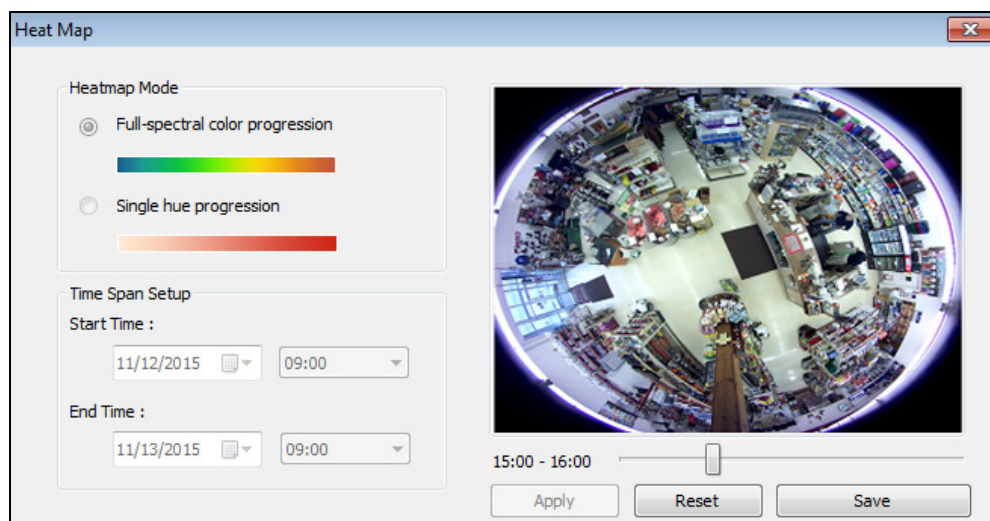 Heat Map
Heatmap Mode
Full-spectral color progression
Single hue progression
Time Span Setup
Start Time :
11/12/2015 09:00
End Time :
11/13/2015 09:00
15:00 - 16:00
Apply Reset Save